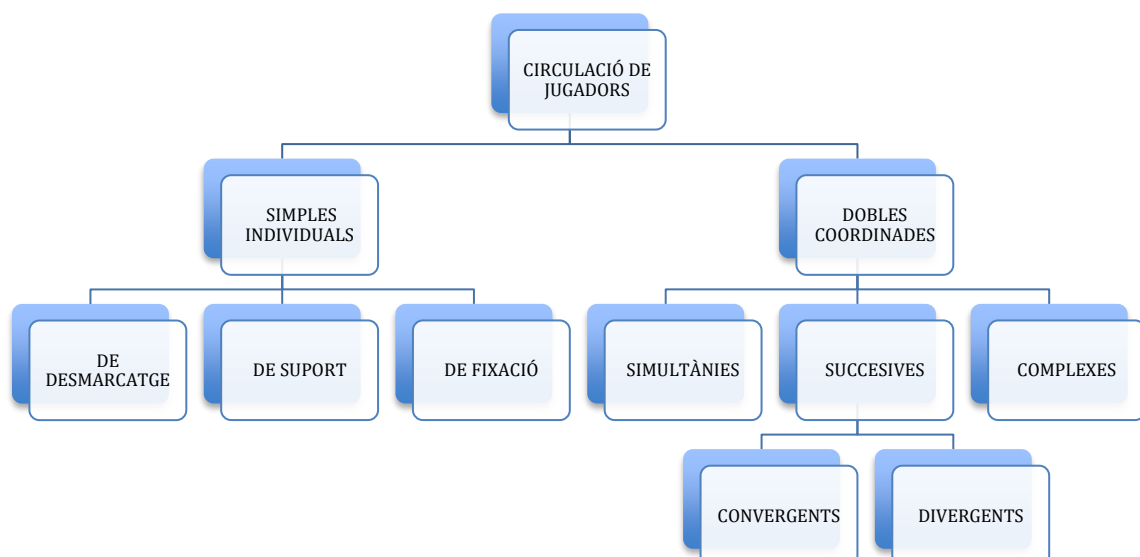 CIRCULACIÓ DE
JUGADORS
SIMPLES
INDIVIDUALS
DOBLES
COORDINADES
DE
DESMARCATGE
DE SUPORT
DE FIXACIÓ
SIMULTÀNIES
SUCCESIVES
COMPLEXES
CONVERGENTS
DIVERGENTS